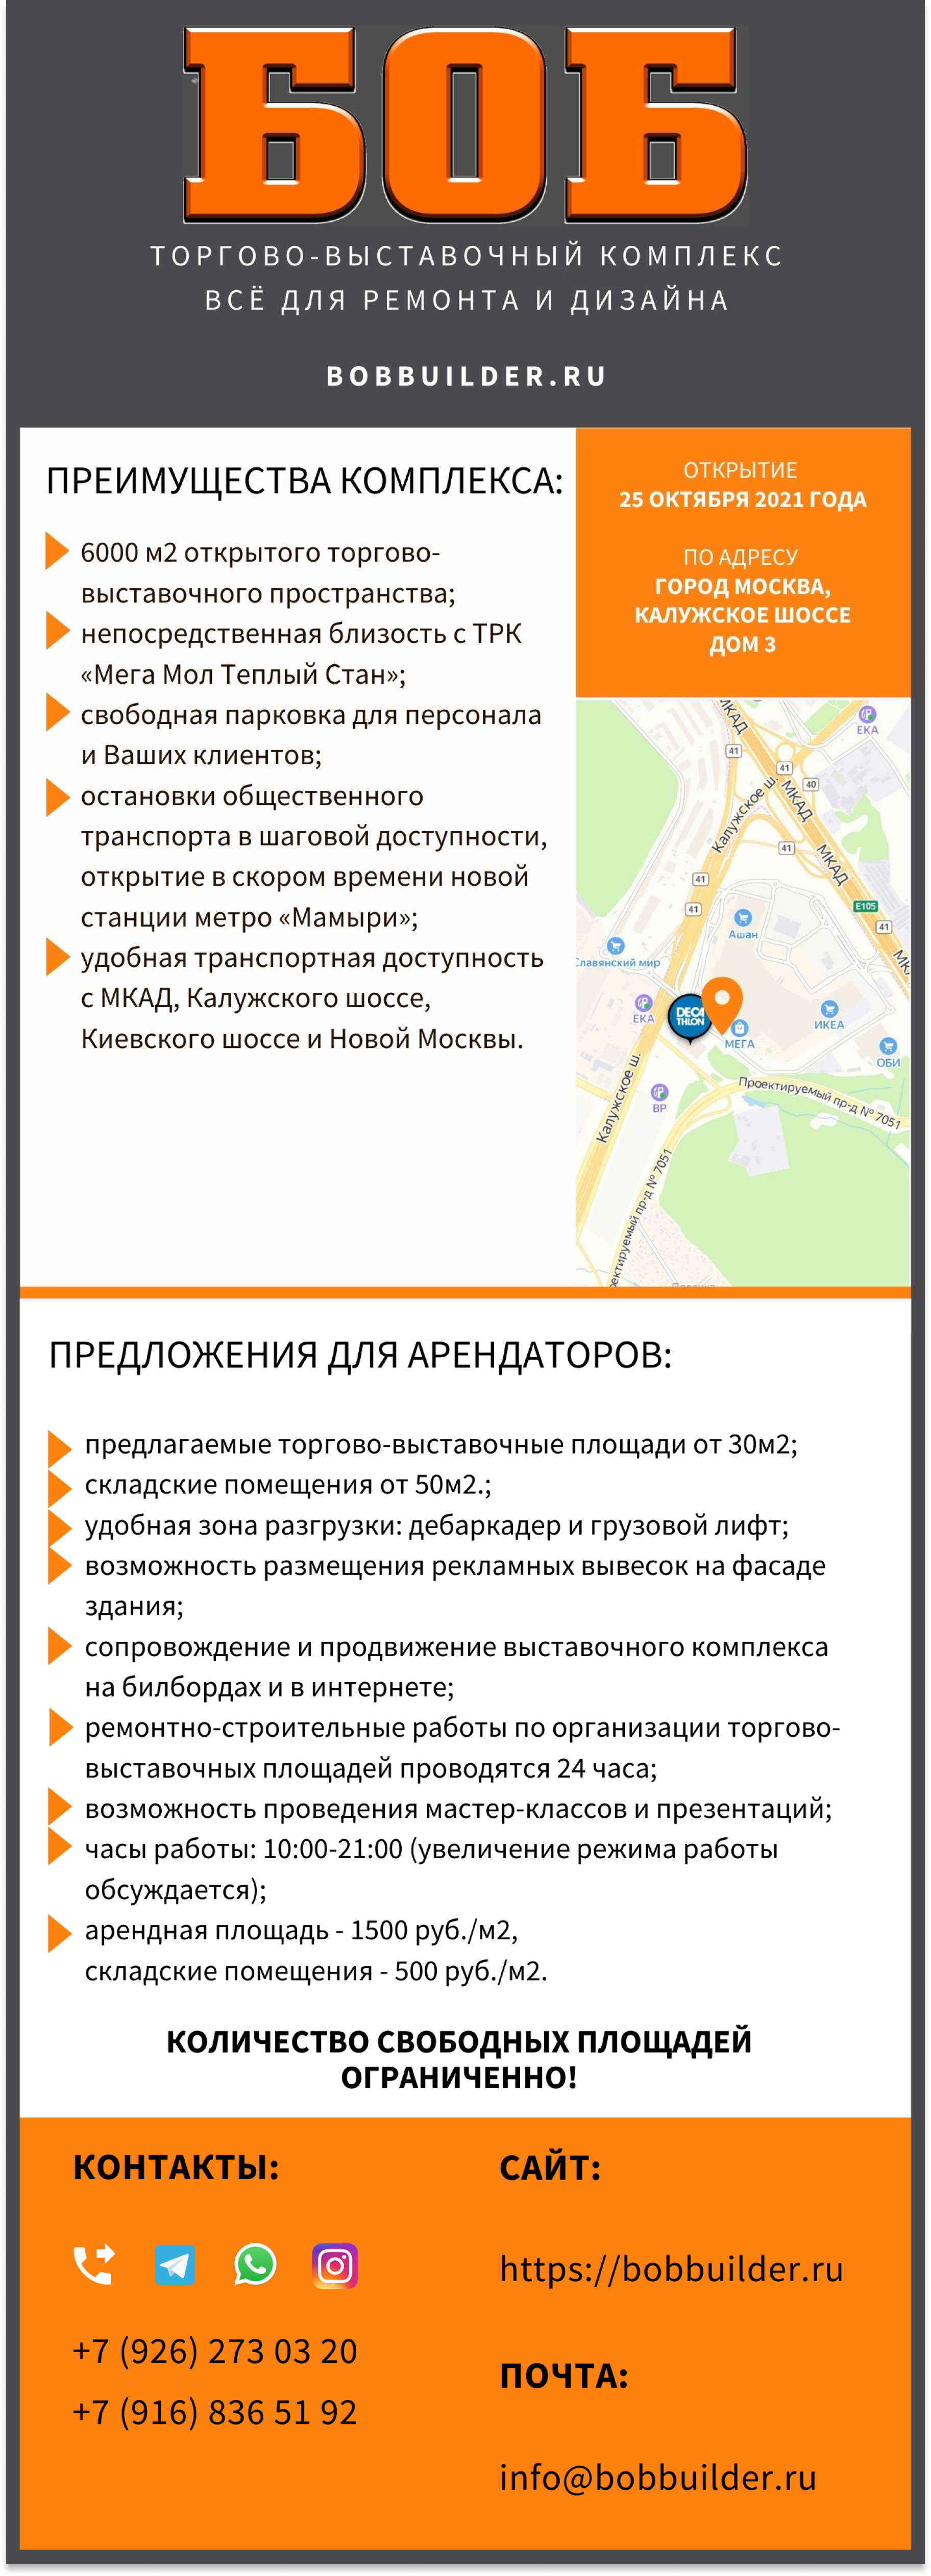 БОБ
ТОРГОВО-ВЫСТАВОЧНЫЙ КОМПЛЕКС
ВСЁ ДЛЯ РЕМОНТА И ДИЗАЙНА
BOBBUILDER.RU
ПРЕИМУЩЕСТВА КОМПЛЕКСА:
6000 м2 открытого торгово-
выставочного пространства;
непосредственная близость с ТРК
«Мега Мол Теплый Стан»;
свободная парковка для персонала
и Ваших клиентов;
остановки общественного
транспорта в шаговой доступности,
открытие в скором времени новой
станции метро «Мамыри»;
удобная транспортная доступность
с МКАД, Калужского шоссе,
Киевского шоссе и Новой Москвы.
ОТКРЫТИЕ
25 ОКТЯБРЯ 2021 ГОДА
ПО АДРЕСУ
ГОРОД МОСКВА,
КАЛУЖСКОЕ ШОССЕ
ДОМ 3
МКАД
ЕКА
41
41
40
Калужское ш.
МКАД
41
МКАД
41
41
E105
Ашан
41
Славянский мир
МК
ЕКА
DECA
THLON
МЕГА
ИКЕА
ОБИ
Калужское ш.
BP
Проектируемый пр-д № 7051
ектируемый пр-д № 7051
ПРЕДЛОЖЕНИЯ ДЛЯ АРЕНДАТОРОВ:
предлагаемые торгово-выставочные площади от 30м2;
складские помещения от 50м2.;
удобная зона разгрузки: дебаркадер и грузовой лифт;
возможность размещения рекламных вывесок на фасаде
здания;
сопровождение и продвижение выставочного комплекса
на билбордах и в интернете;
ремонтно-строительные работы по организации торгово-
выставочных площадей проводятся 24 часа;
возможность проведения мастер-классов и презентаций;
часы работы: 10:00-21:00 (увеличение режима работы
обсуждается);
арендная площадь - 1500 руб./м2,
складские помещения - 500 руб./м2.
КОЛИЧЕСТВО СВОБОДНЫХ ПЛОЩАДЕЙ
ОГРАНИЧЕННО!
КОНТАКТЫ:
+7 (926) 273 03 20
+7 (916) 836 51 92
САЙТ:
https://bobbuilder.ru
ПОЧТА:
info@bobbuilder.ru